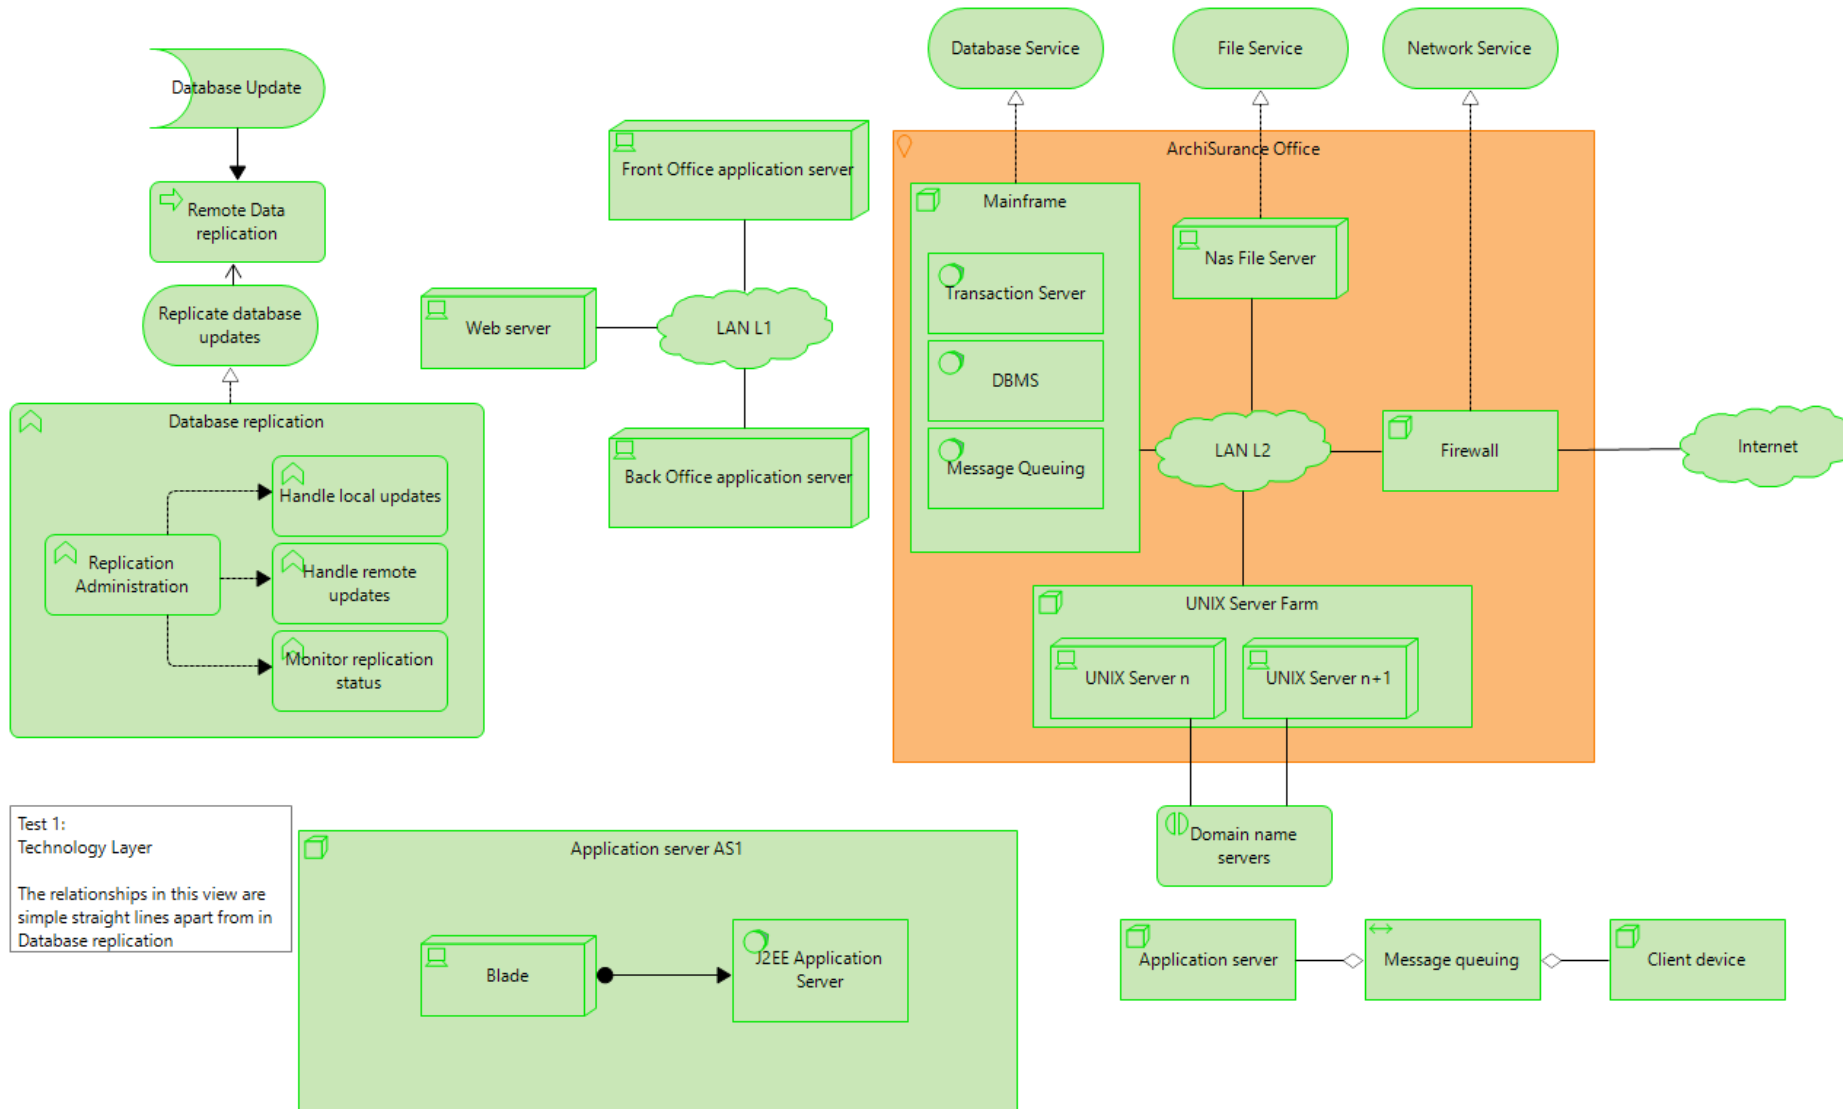 Database Update
Remote Data
replication
Replicate database
updates
Database replication
Handle local updates
Replication
Administration
Handle remote
updates
Monitor replication
status
Front Office application server
Web server
LAN L1
Back Office application server
Database Service
File Service
Network Service
ArchiSurance Office
Mainframe
Transaction Server
DBMS
Message Queuing
Nas File Server
LAN L2
Firewall
Internet
UNIX Server Farm
UNIX Server n
UNIX Server n+1
Domain name
servers
Test 1:
Technology Layer
The relationships in this view are
simple straight lines apart from in
Database replication
Application server AS1
Blade
J2EE Application
Server
Application server
Message queuing
Client device